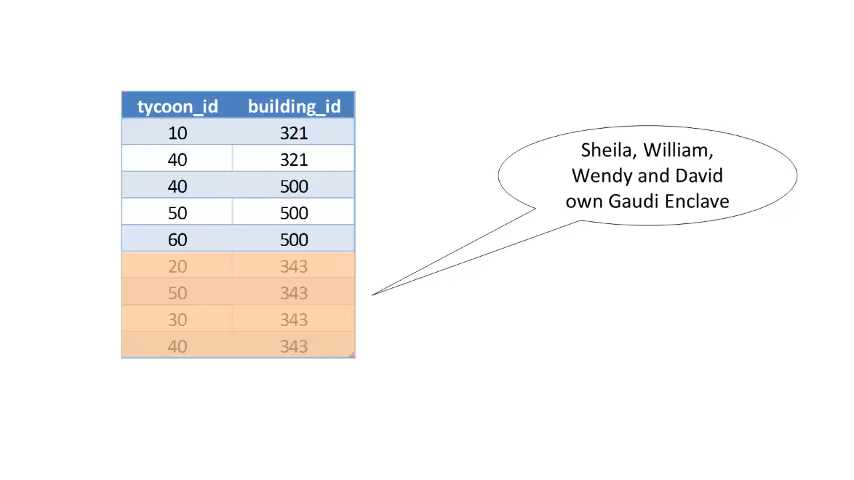 tycoon_id building_id
10 321
40 321
40 500
50 500
60 500
20 343
50 343
30 343
40 343
Sheila, William,
Wendy and David
own Gaudi Enclave